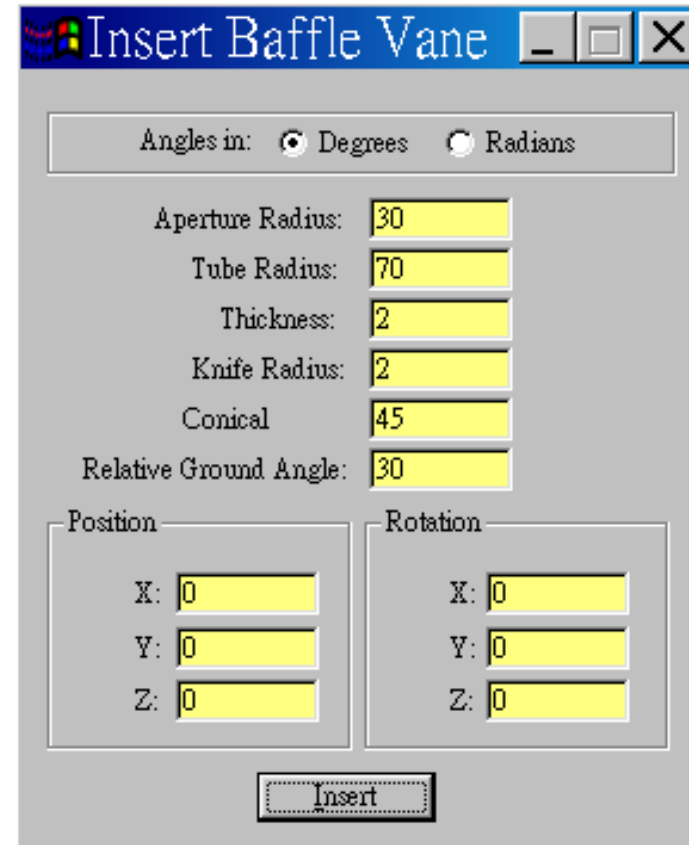 Insert Baffle Vane
Angles in: Degrees Radians
Aperture Radius: 30
Tube Radius: 70
Thickness: 2
Knife Radius: 2
Conical 45
Relative Ground Angle: 30
Position Rotation
X: 0 X: 0
Y: 0 Y: 0
Z: 0 Z: 0
Insert